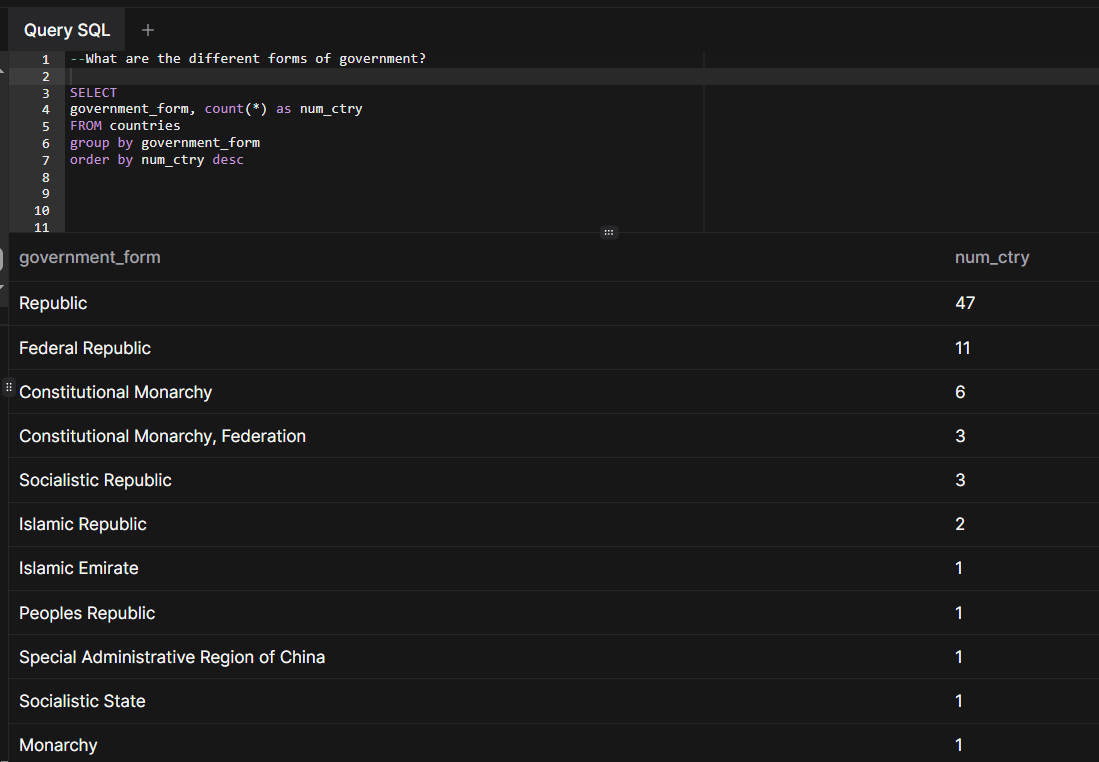 Query SQL +
1 --What are the different forms of government?
2
3 SELECT
4 government_form, count(*) as num_ctry
5 FROM countries
6 group by government_form
7 order by num_ctry desc
8
9
10
11
government_form num_ctry
Republic 47
Federal Republic 11
Constitutional Monarchy 6
Constitutional Monarchy, Federation 3
Socialistic Republic 3
Islamic Republic 2
Islamic Emirate 1
Peoples Republic 1
Special Administrative Region of China 1
Socialistic State 1
Monarchy 1